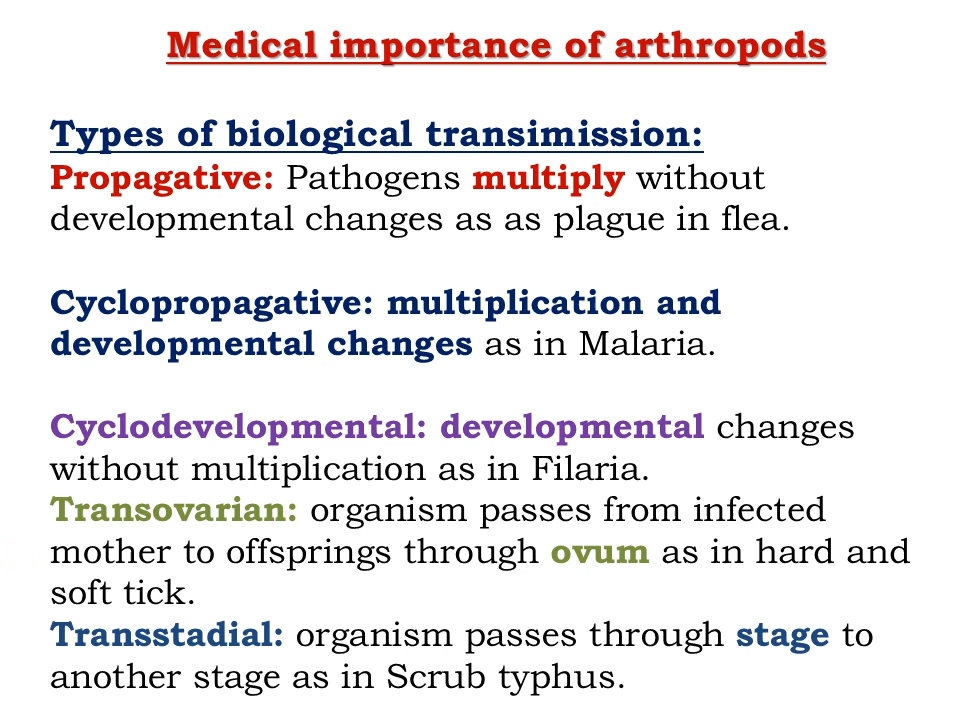 Medical importance of arthropods
Types of biological transimission:
Propagative: Pathogens multiply without
developmental changes as as plague in flea.
Cyclopropagative: multiplication and
developmental changes as in Malaria.
Cyclodevelopmental: developmental changes
without multiplication as in Filaria.
Transovarian: organism passes from infected
mother to offsprings through ovum as in hard and
soft tick.
Transstadial: organism passes through stage to
another stage as in Scrub typhus.